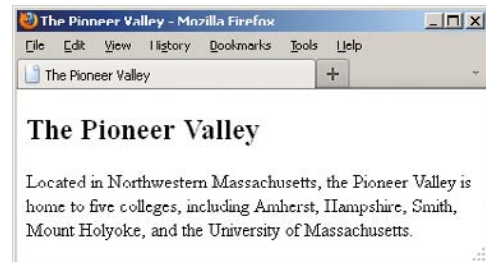 The Pioneer Valley - Mozilla Firefox
File Edit View History Bookmarks Tools Help
The Pioneer Valley +
The Pioneer Valley
Located in Northwestern Massachusetts, the Pioneer Valley is
home to five colleges, including Amherst, Hampshire, Smith,
Mount Holyoke, and the University of Massachusetts.